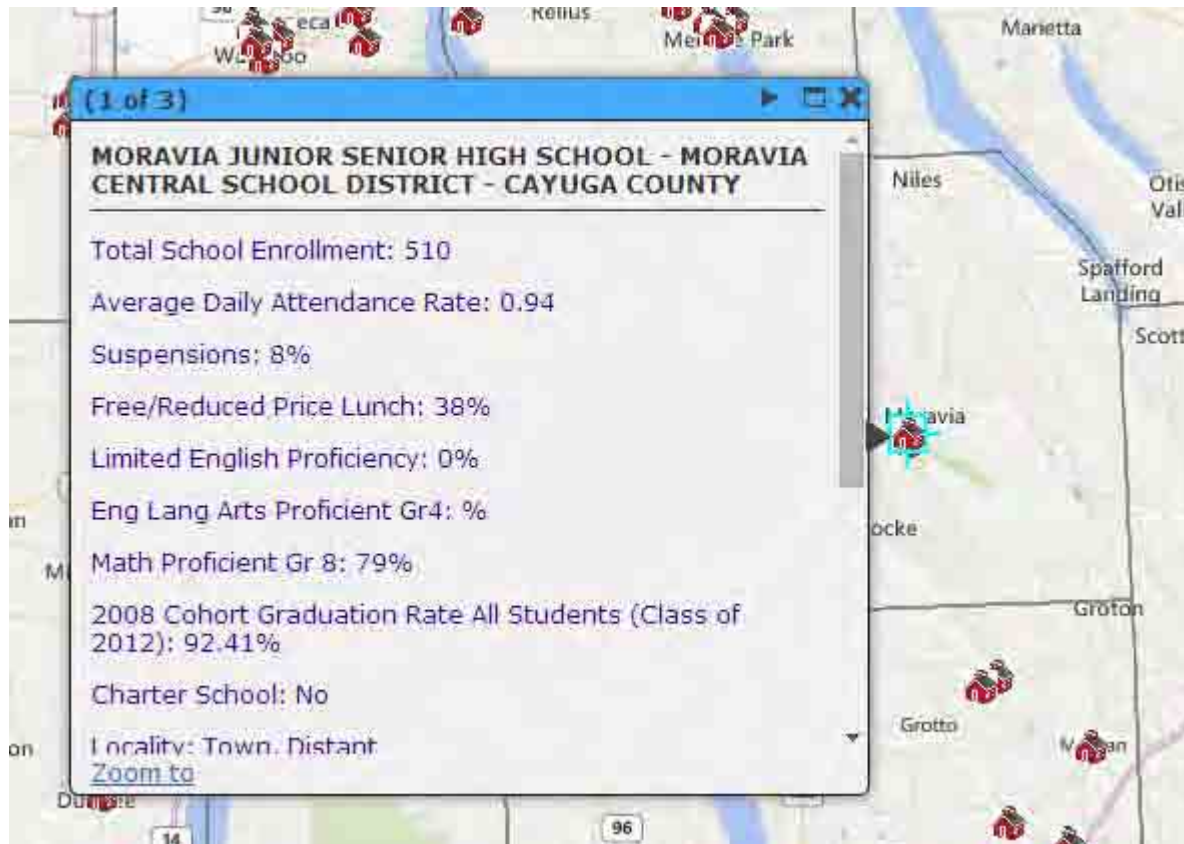 Marietta
Park
(1 of 3)
MORAVIA JUNIOR SENIOR HIGH SCHOOL - MORAVIA
CENTRAL SCHOOL DISTRICT - CAYUGA COUNTY
Niles
Total School Enrollment: 510
Spafford
Landing
Average Daily Attendance Rate: 0.94
Suspensions: 8%
Free/Reduced Price Lunch: 38%
Limited English Proficiency: 0%
Eng Lang Arts Proficient Gr4: %
ocke
Math Proficient Gr 8: 79%
2008 Cohort Graduation Rate All Students (Class of
2012): 92.41%
Groton
Charter School: No
Grotto
Locality: Town, Distant
Zoom to
14
96